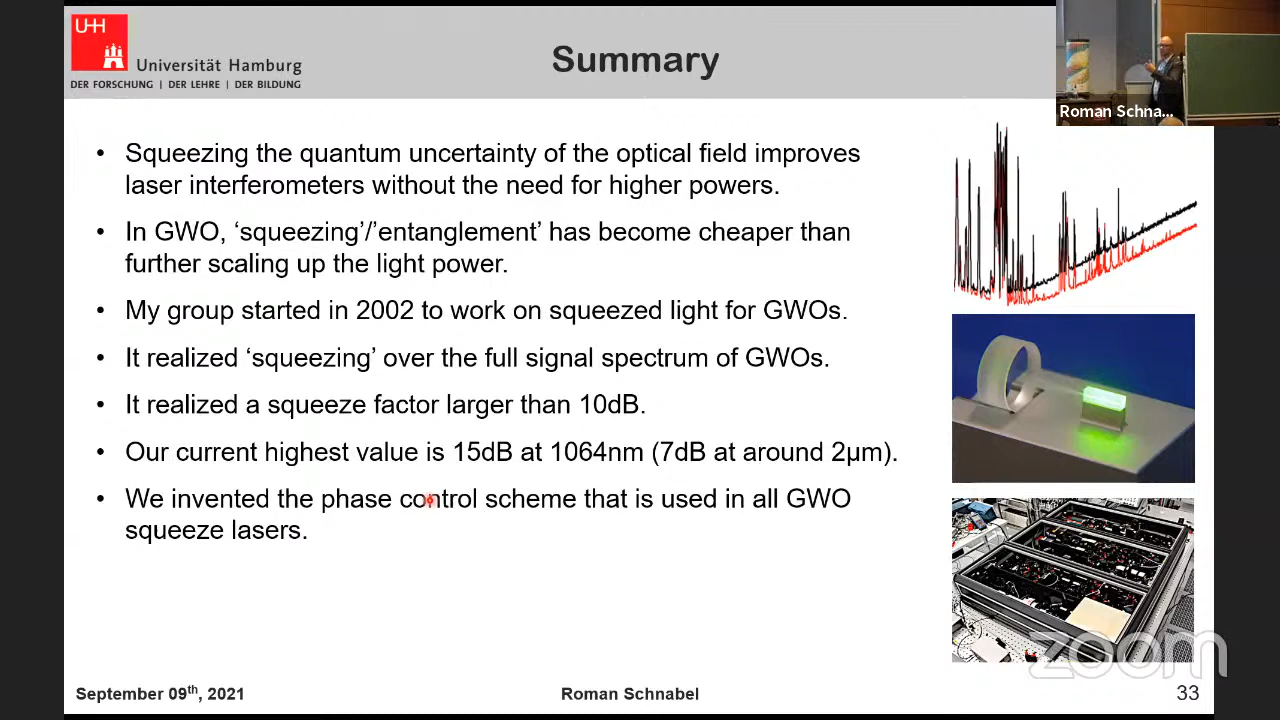 UHH
Universität Hamburg
DER FORSCHUNG | DER LEHRE | DER BILDUNG
Summary
Roman Schna...
• Squeezing the quantum uncertainty of the optical field improves
laser interferometers without the need for higher powers.
• In GWO, ‘squeezing’/’entanglement’ has become cheaper than
further scaling up the light power.
• My group started in 2002 to work on squeezed light for GWOs.
• It realized ‘squeezing’ over the full signal spectrum of GWOs.
• It realized a squeeze factor larger than 10dB.
• Our current highest value is 15dB at 1064nm (7dB at around 2µm).
• We invented the phase control scheme that is used in all GWO
squeeze lasers.
zoom
September 09th, 2021
Roman Schnabel
33